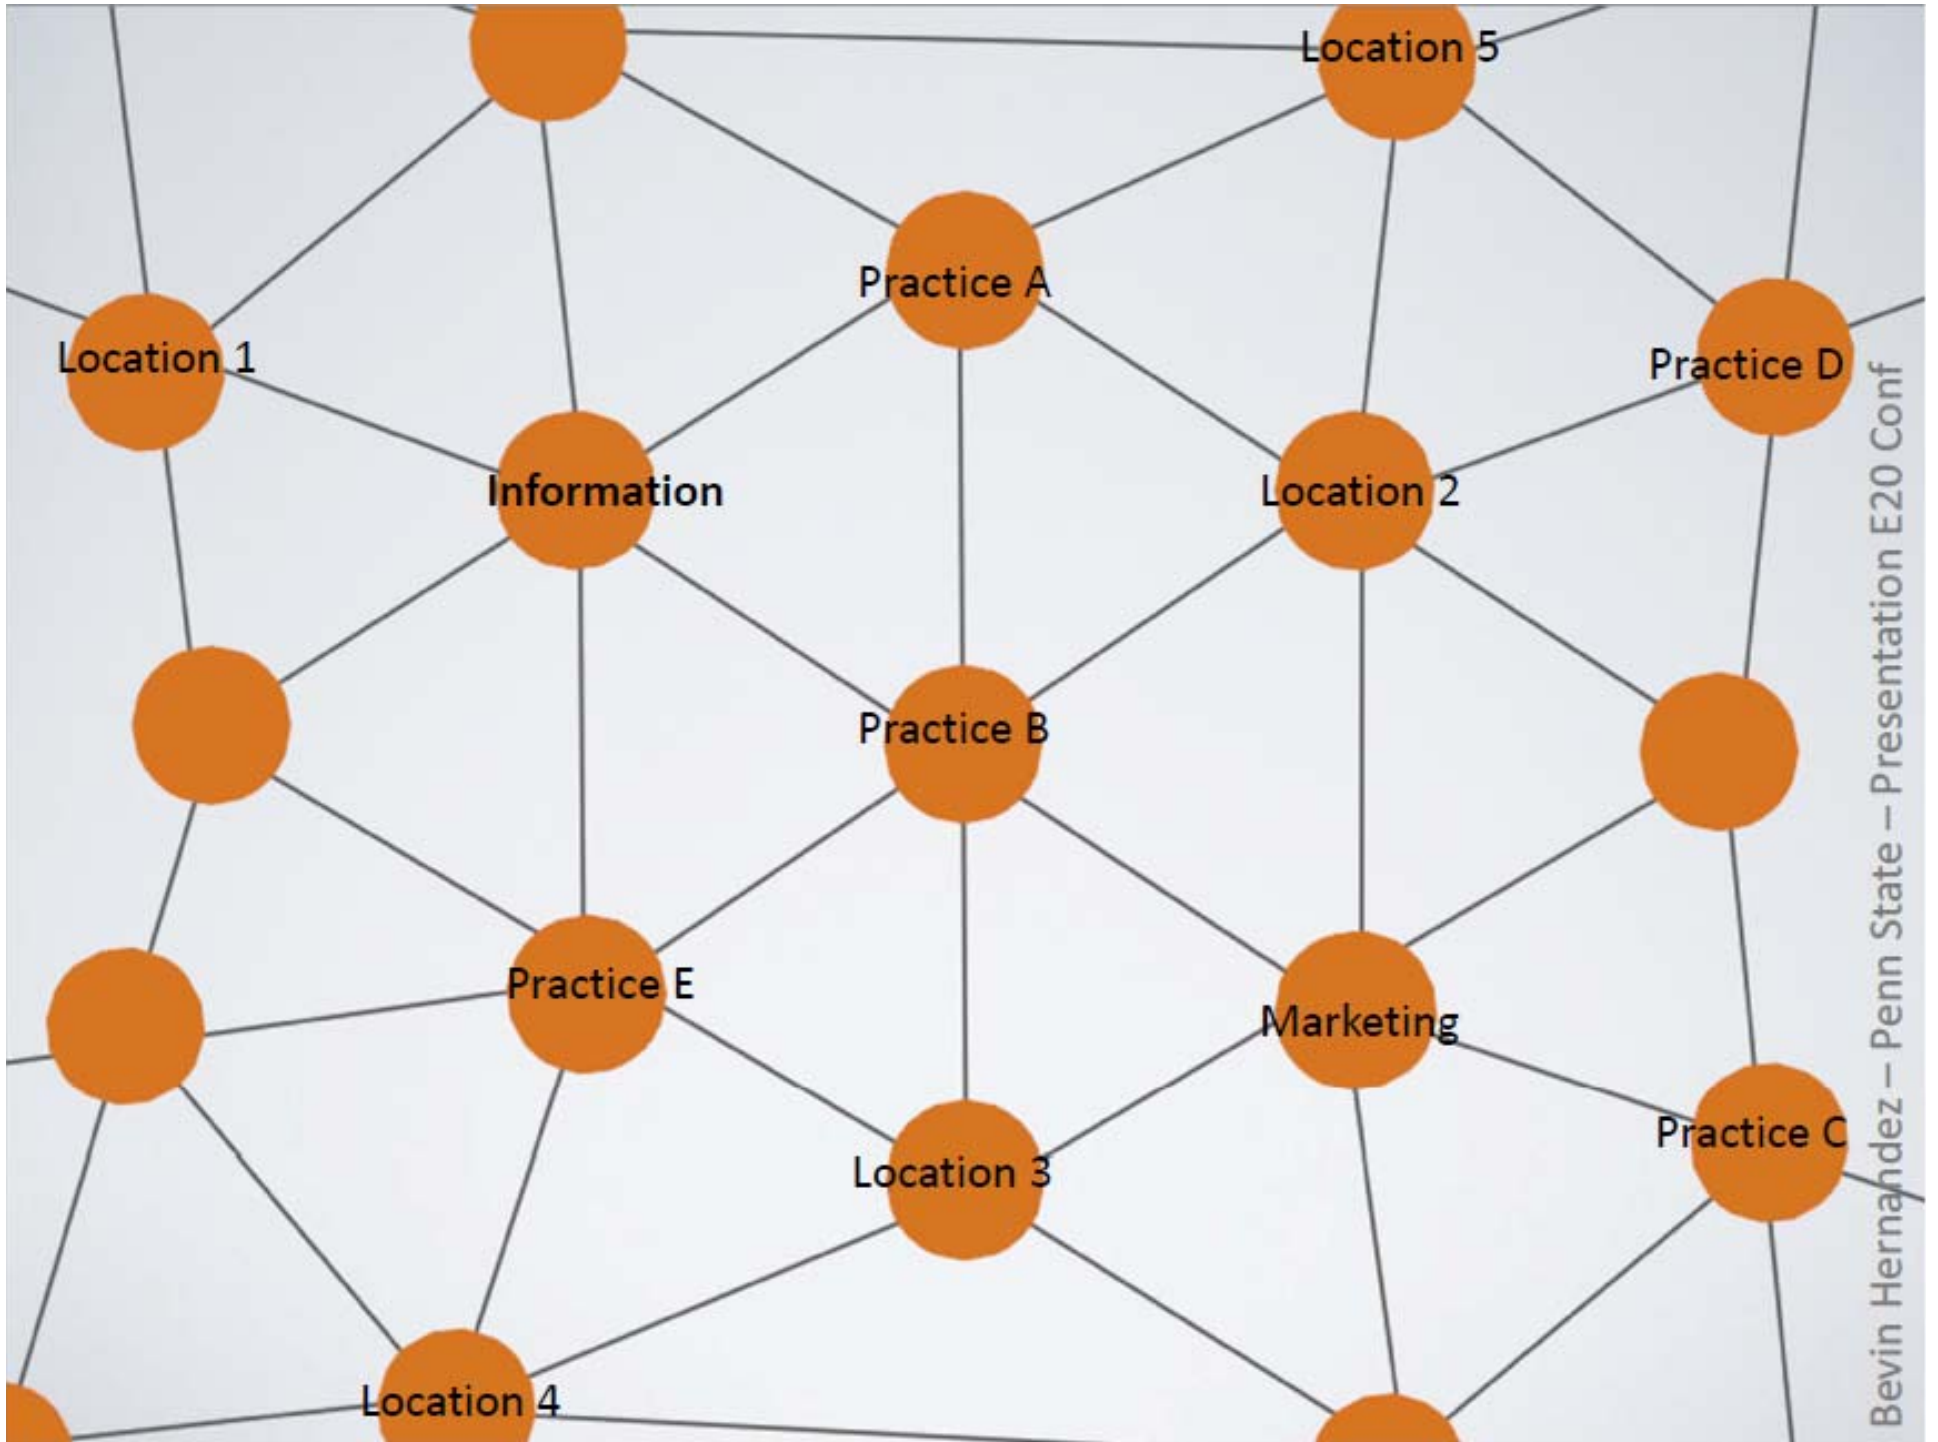 Location 5
Practice A
Location 1
Practice D
Information
Location 2
Practice B
Practice E
Marketing
Practice C
Location 3
Location 4
Bevin Hernandez – Penn State – Presentation E20 Conf